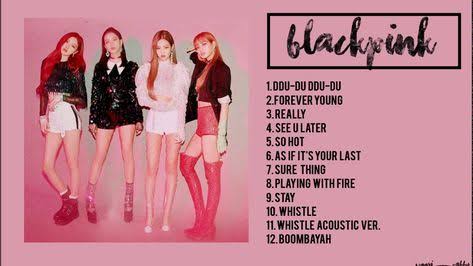 blackpink
1. DDU-DU DDU-DU
2. FOREVER YOUNG
3. REALLY
4. SEE U LATER
5. SO HOT
6. AS IF IT'S YOUR LAST
7. SURE THING
8. PLAYING WITH FIRE
9. STAY
10. WHISTLE
11. WHISTLE ACOUSTIC VER.
12. BOOMBAYAH